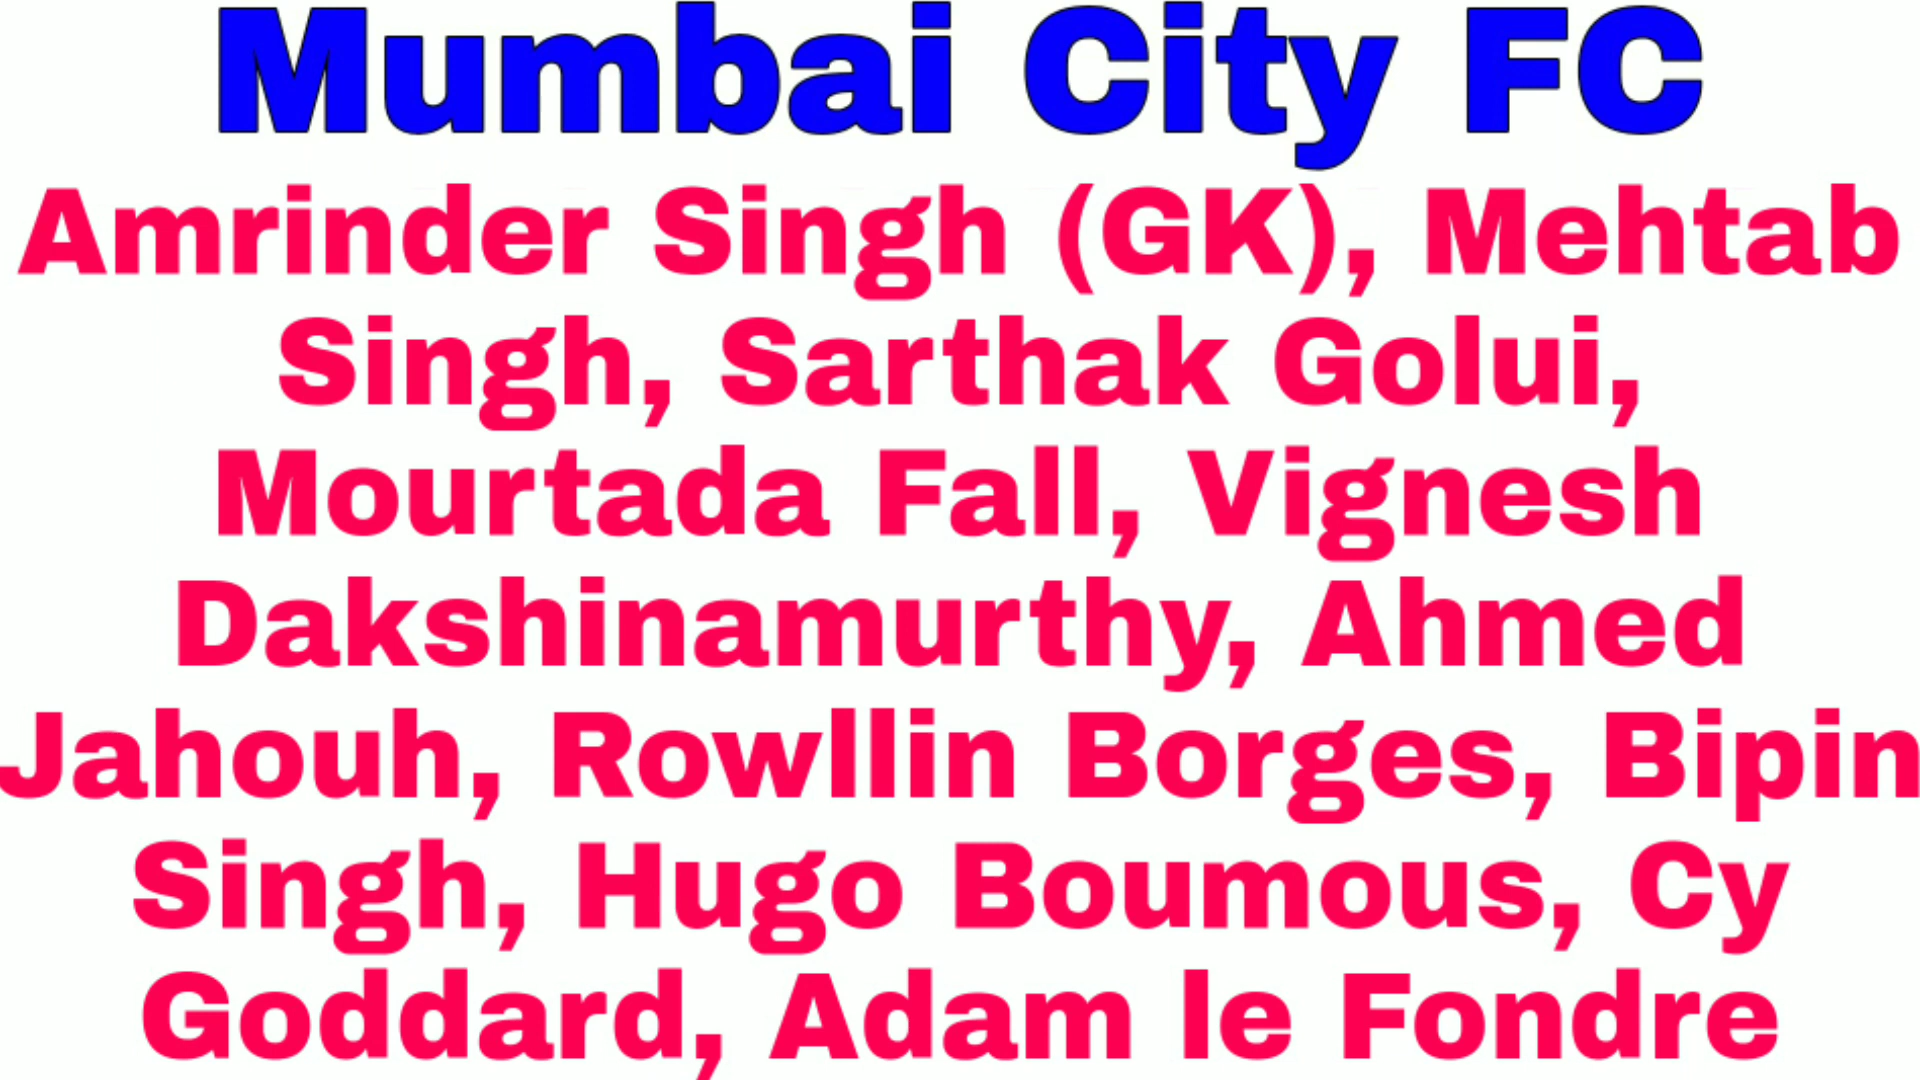 Mumbai City FC
Amrinder Singh (GK), Mehtab
Singh, Sarthak Golui,
Mourtada Fall, Vignesh
Dakshinamurthy, Ahmed
Jahouh, Rowllin Borges, Bipin
Singh, Hugo Boumous, Cy
Goddard, Adam le Fondre